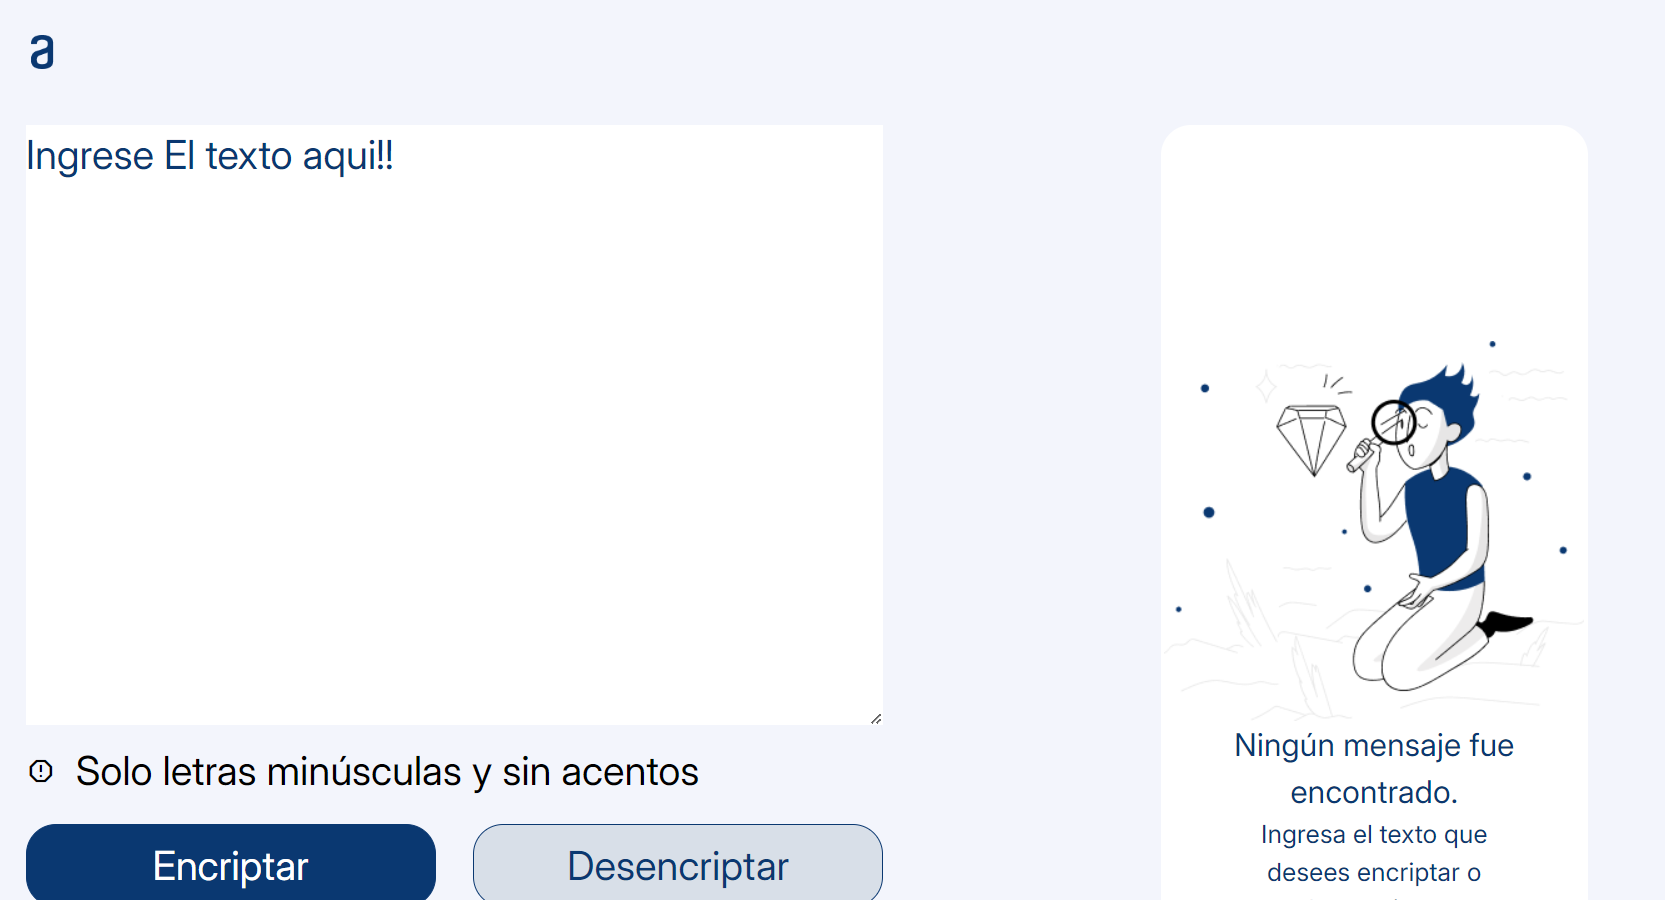 a
Ingrese El texto aqui!!
Solo letras minúsculas y sin acentos
Encriptar
Desencriptar
Ningún mensaje fue
encontrado.
Ingresa el texto que
desees encriptar o